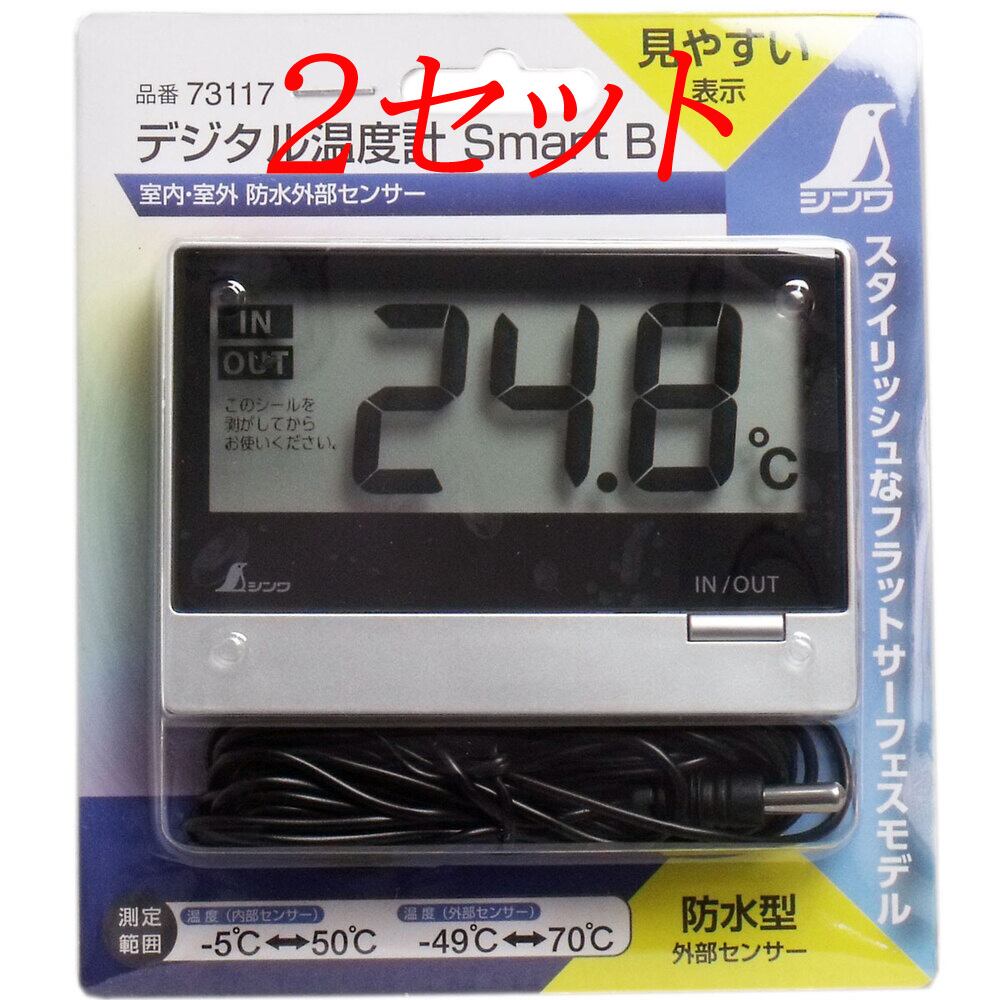 2セット
見やすい
表示
品番 73117
デジタル温度計 Smart B
室内・室外 防水外部センサー
シンワ
スタイリッシュなフラットサーフェスモデル
IN
OUT
このシールを
剥がしてから
お使いください。
24.8℃
シンワ
IN/OUT
測定
範囲
温度（内部センサー）
-5℃↔50℃
温度（外部センサー）
-49℃↔70℃
防水型
外部センサー